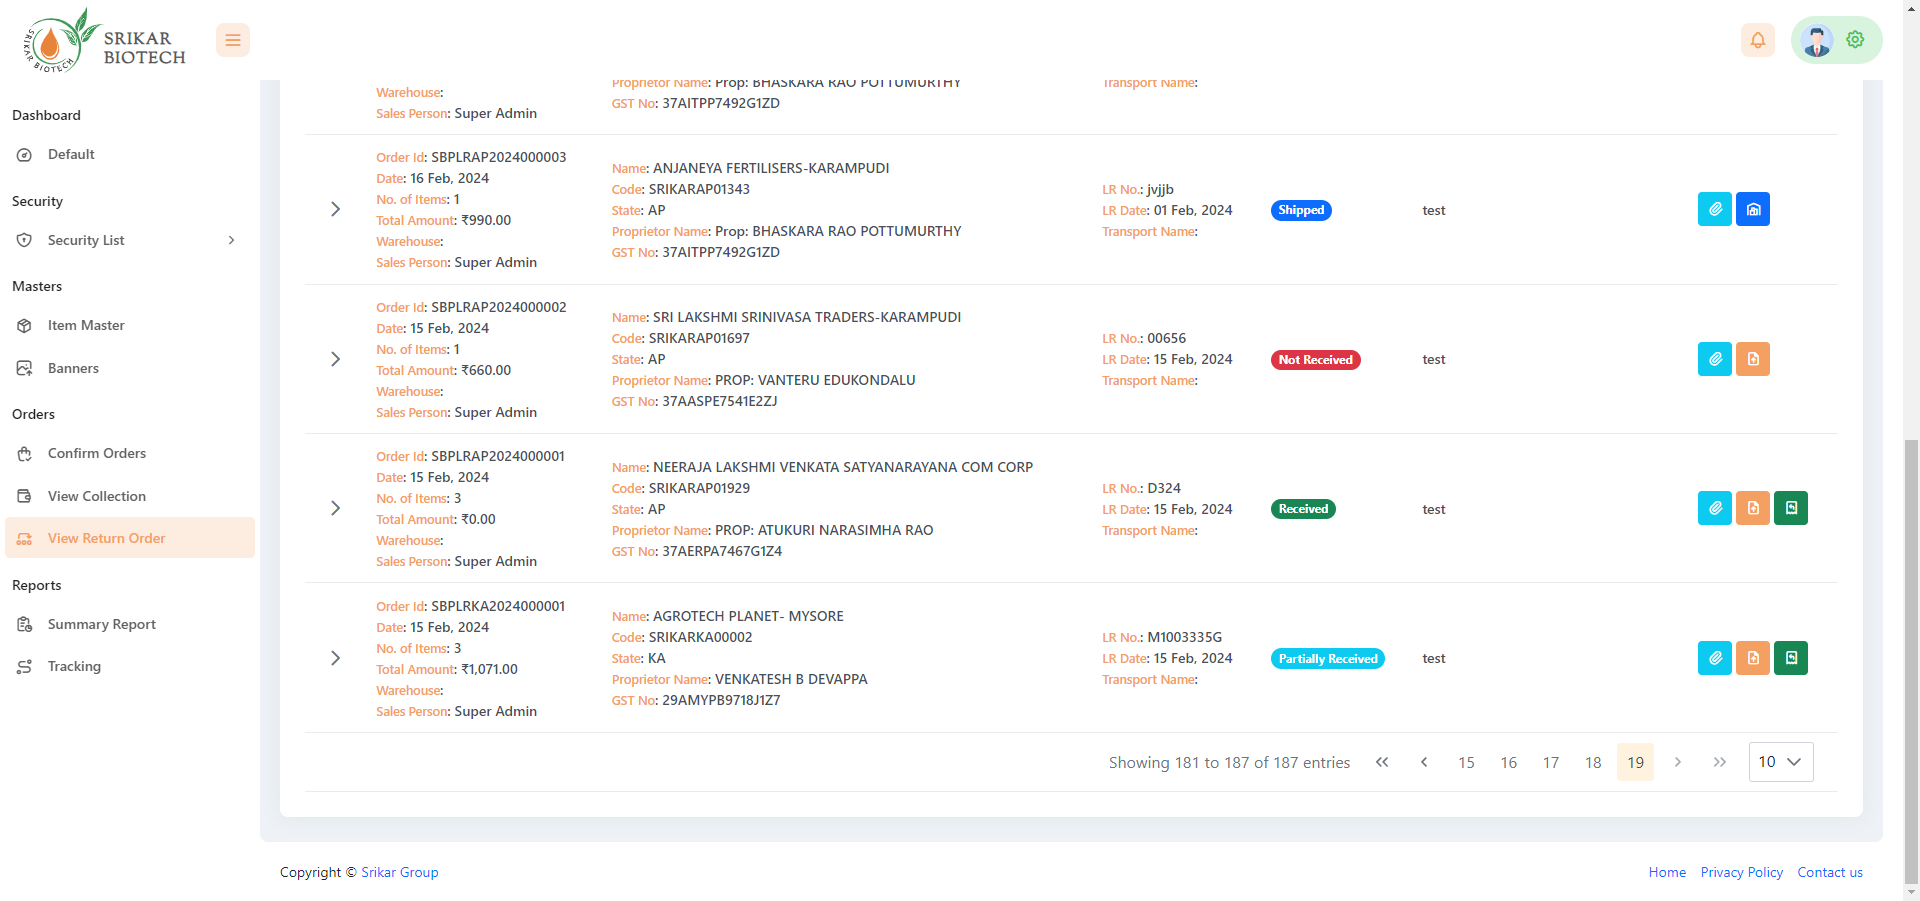 SRIKAR
BIOTECH
SRIKAR BIOTECH
Dashboard
Default
Security
Security List
Masters
Item Master
Banners
Orders
Confirm Orders
View Collection
View Return Order
Reports
Summary Report
Tracking
Warehouse:
Sales Person: Super Admin
Proprietor Name: Prop: BHASKARA RAO POTTUMURTHY
GST No: 37AITPP7492G1ZD
Transport Name:
Order Id: SBPLRAP2024000003
Date: 16 Feb, 2024
No. of Items: 1
Total Amount: ₹990.00
Warehouse:
Sales Person: Super Admin
Name: ANJANEYA FERTILISERS-KARAMPUDI
Code: SRIKARAP01343
State: AP
Proprietor Name: Prop: BHASKARA RAO POTTUMURTHY
GST No: 37AITPP7492G1ZD
LR No.: jvjjb
LR Date: 01 Feb, 2024
Transport Name:
Shipped
test
Order Id: SBPLRAP2024000002
Date: 15 Feb, 2024
No. of Items: 1
Total Amount: ₹660.00
Warehouse:
Sales Person: Super Admin
Name: SRI LAKSHMI SRINIVASA TRADERS-KARAMPUDI
Code: SRIKARAP01697
State: AP
Proprietor Name: PROP: VANTERU EDUKONDALU
GST No: 37AASPE7541E2ZJ
LR No.: 00656
LR Date: 15 Feb, 2024
Transport Name:
Not Received
test
Order Id: SBPLRAP2024000001
Date: 15 Feb, 2024
No. of Items: 3
Total Amount: ₹0.00
Warehouse:
Sales Person: Super Admin
Name: NEERAJA LAKSHMI VENKATA SATYANARAYANA COM CORP
Code: SRIKARAP01929
State: AP
Proprietor Name: PROP: ATUKURI NARASIMHA RAO
GST No: 37AERPA7467G1Z4
LR No.: D324
LR Date: 15 Feb, 2024
Transport Name:
Received
test
Order Id: SBPLRKA2024000001
Date: 15 Feb, 2024
No. of Items: 3
Total Amount: ₹1,071.00
Warehouse:
Sales Person: Super Admin
Name: AGROTECH PLANET- MYSORE
Code: SRIKARKA00002
State: KA
Proprietor Name: VENKATESH B DEVAPPA
GST No: 29AMYPB9718J1Z7
LR No.: M1003335G
LR Date: 15 Feb, 2024
Transport Name:
Partially Received
test
Showing 181 to 187 of 187 entries 15 16 17 18 19 10
Copyright © Srikar Group
Home Privacy Policy Contact us